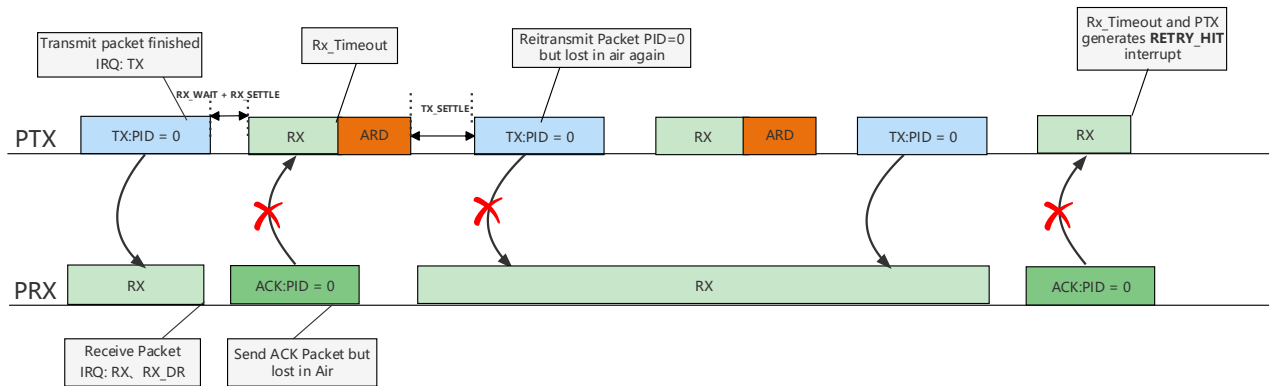 Transmit packet finished
IRQ: TX
Rx_Timeout
Reitransmit Packet PID=0
but lost in air again
Rx_Timeout and PTX
generates RETRY_HIT
interrupt
RX_WAIT + RX_SETTLE
TX_SETTLE
PTX
TX:PID = 0
RX
ARD
TX:PID = 0
RX
ARD
TX:PID = 0
RX
PRX
RX
ACK:PID = 0
RX
ACK:PID = 0
Receive Packet
IRQ: RX、RX_DR
Send ACK Packet but
lost in Air